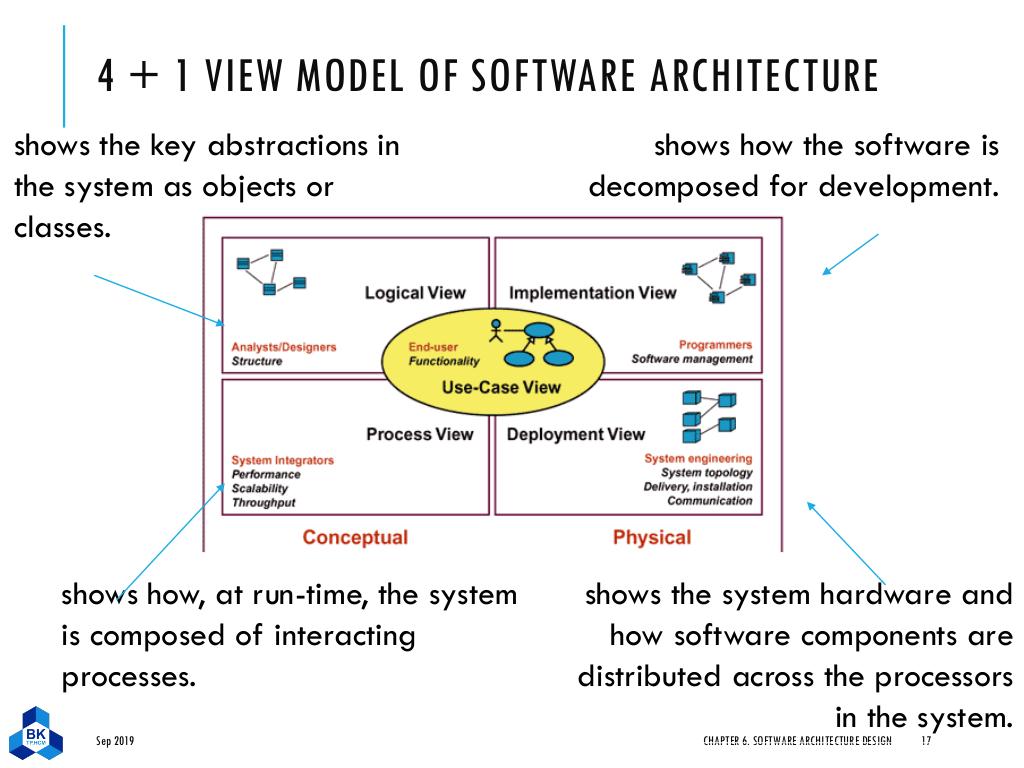 4 + 1 VIEW MODEL OF SOFTWARE ARCHITECTURE
shows the key abstractions in
the system as objects or
classes.
shows how the software is
decomposed for development.
Logical View
Analysts/Designers
Structure
Implementation View
Programmers
Software management
End-user
Functionality
Use-Case View
Process View
System Integrators
Performance
Scalability
Throughput
Deployment View
System engineering
System topology
Delivery, installation
Communication
Conceptual
Physical
shows how, at run-time, the system
is composed of interacting
processes.
shows the system hardware and
how software components are
distributed across the processors
in the system.
BK
TP.HCM
Sep 2019
CHAPTER 6. SOFTWARE ARCHITECTURE DESIGN
17